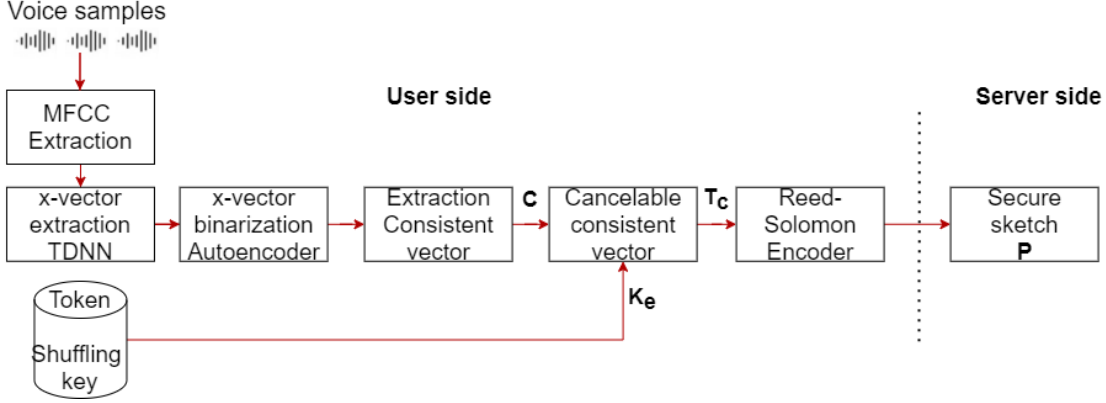 Voice samples
MFCC
Extraction
User side
Server side
x-vector
extraction
TDNN
x-vector
binarization
Autoencoder
Extraction
Consistent
vector
C
Cancelable
consistent
vector
Tc
Reed-
Solomon
Encoder
Secure
sketch
P
Token
Shuffling
key
Ke